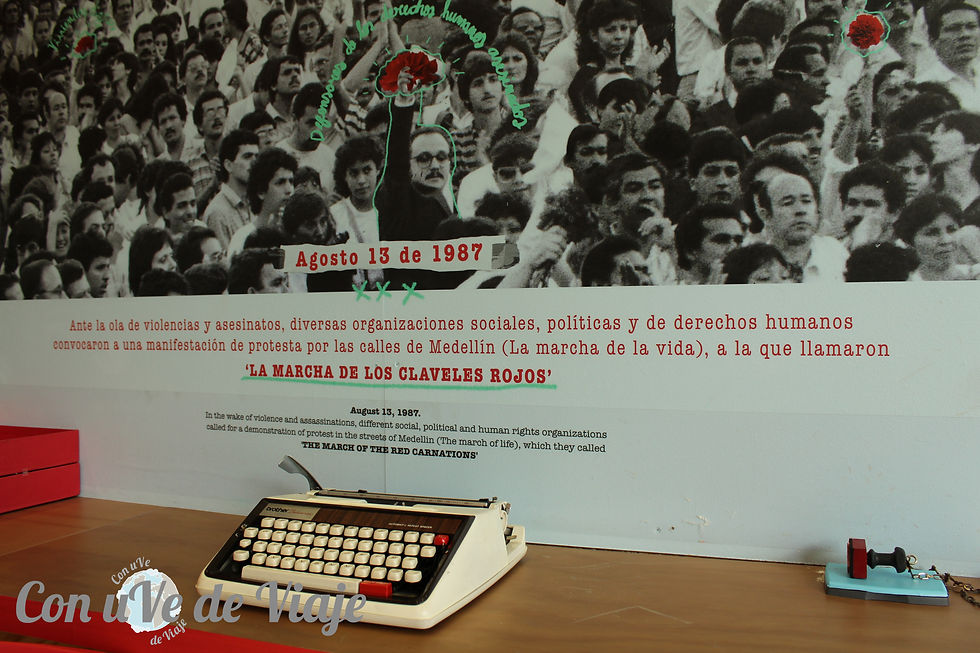 Defensores de los derechos humanos asesinados
Agosto 13 de 1987
X X X
Ante la ola de violencias y asesinatos, diversas organizaciones sociales, políticas y de derechos humanos
convocaron a una manifestación de protesta por las calles de Medellín (La marcha de la vida), a la que llamaron
‘LA MARCHA DE LOS CLAVELES ROJOS’
August 13, 1987.
In the wake of violence and assassinations, different social, political and human rights organizations
called for a demonstration of protest in the streets of Medellin (The march of life), which they called
'THE MARCH OF THE RED CARNATIONS'
brother
Con uVe de Viaje
Con uVe
de Viaje